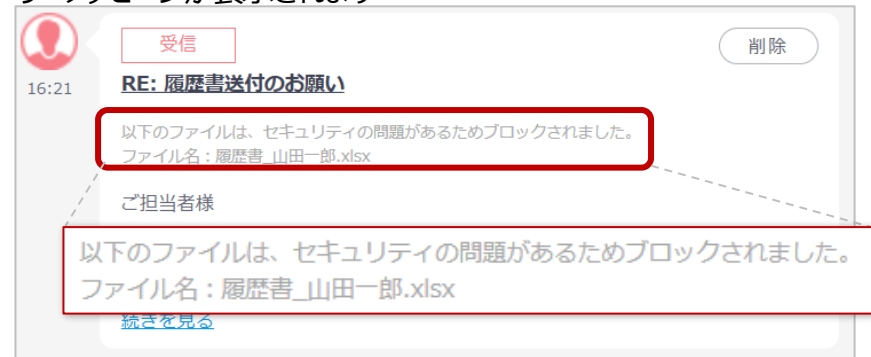 受信
削除
16:21
RE: 履歴書送付のお願い
以下のファイルは、セキュリティの問題があるためブロックされました。
ファイル名：履歴書_山田一郎.xlsx
ご担当者様
以下のファイルは、セキュリティの問題があるためブロックされました。
ファイル名：履歴書_山田一郎.xlsx
続きを見る